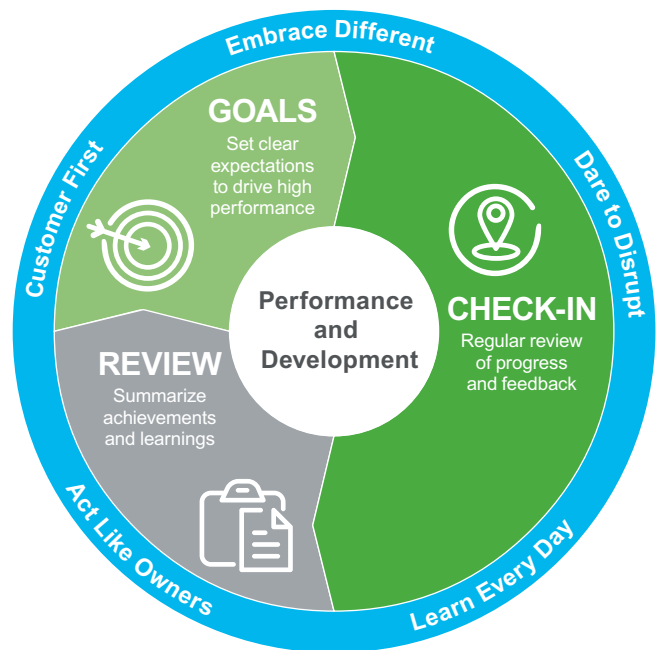 Embrace Different
Dare to Disrupt
Learn Every Day
Act Like Owners
Customer First
GOALS
Set clear
expectations
to drive high
performance
CHECK-IN
Regular review
of progress
and feedback
REVIEW
Summarize
achievements
and learnings
Performance
and
Development